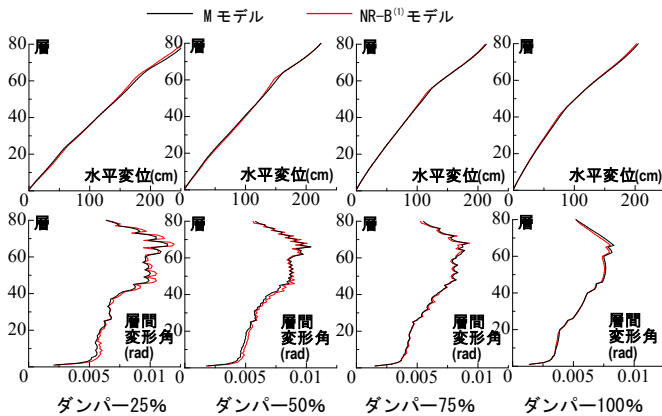 M モデル NR-B⁽¹⁾モデル
80 層 80 層 80 層 80 層
60 60 60 60
40 40 40 40
20 20 20 20
水平変位(cm) 水平変位(cm) 水平変位(cm) 水平変位(cm)
0 100 200 0 100 200 0 100 200 0 100 200
80 層 80 層 80 層 80 層
60 60 60 60
40 40 40 40
20 層間変形角(rad) 20 層間変形角(rad) 20 層間変形角(rad) 20 層間変形角(rad)
0.005 0.01 0 0.005 0.01 0 0.005 0.01 0 0.005 0.01
ダンパー25% ダンパー50% ダンパー75% ダンパー100%